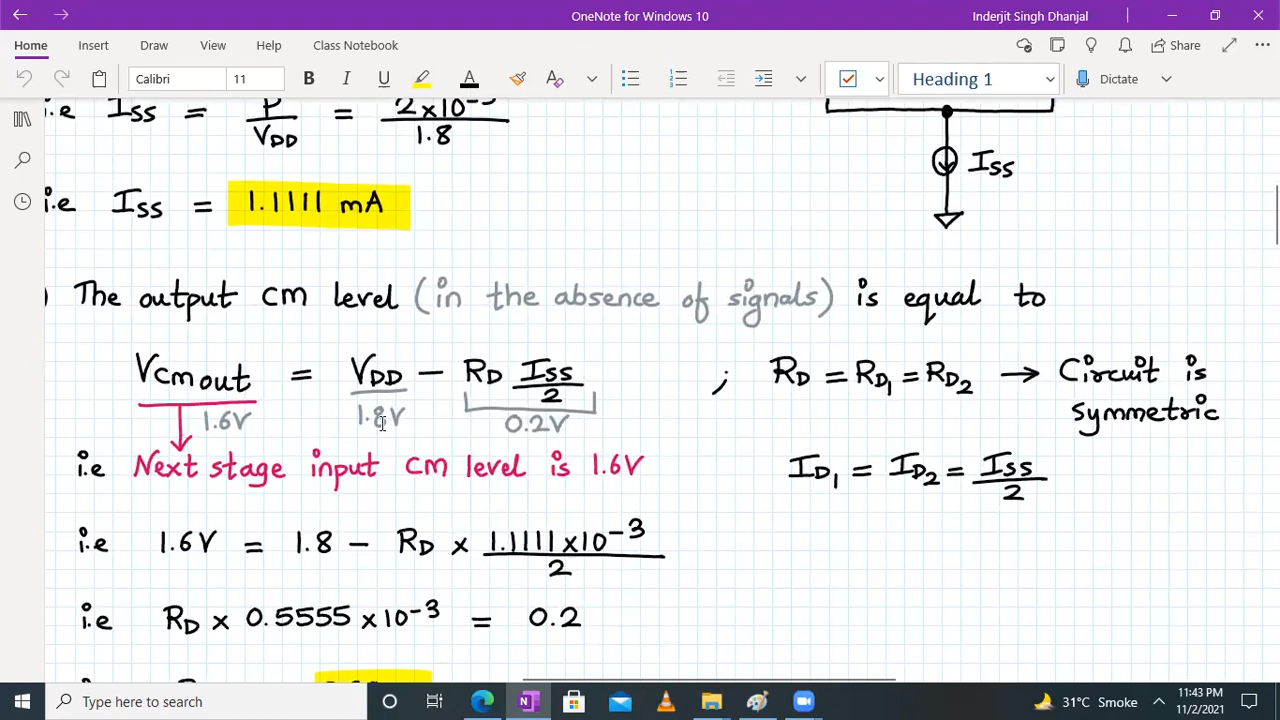 OneNote for Windows 10
Inderjit Singh Dhanjal
Home Insert Draw View Help Class Notebook
Share
Calibri 11 B I U A Heading 1 Dictate
i.e ISS = P/VDD = 2x10-3/1.8
ISS
i.e ISS = 1.1111 mA
) The output CM level (in the absence of signals) is equal to
VCMout = VDD - RD ISS/2 ; RD = RD1 = RD2 → Circuit is
symmetric
1.6V 1.8V 0.2V
i.e Next stage input CM level is 1.6V
ID1 = ID2 = ISS/2
i.e 1.6V = 1.8 - RD x 1.1111x10-3/2
i.e RD x 0.5555 x10-3 = 0.2
Type here to search
31°C Smoke
11:43 PM
11/2/2021